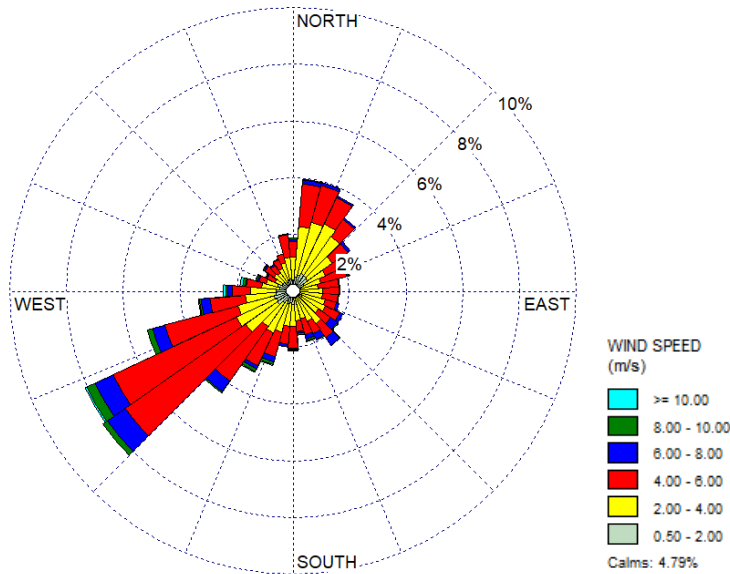 NORTH
10%
8%
6%
4%
2%
WEST
EAST
SOUTH
WIND SPEED
(m/s)
>= 10.00
8.00 - 10.00
6.00 - 8.00
4.00 - 6.00
2.00 - 4.00
0.50 - 2.00
Calms: 4.79%